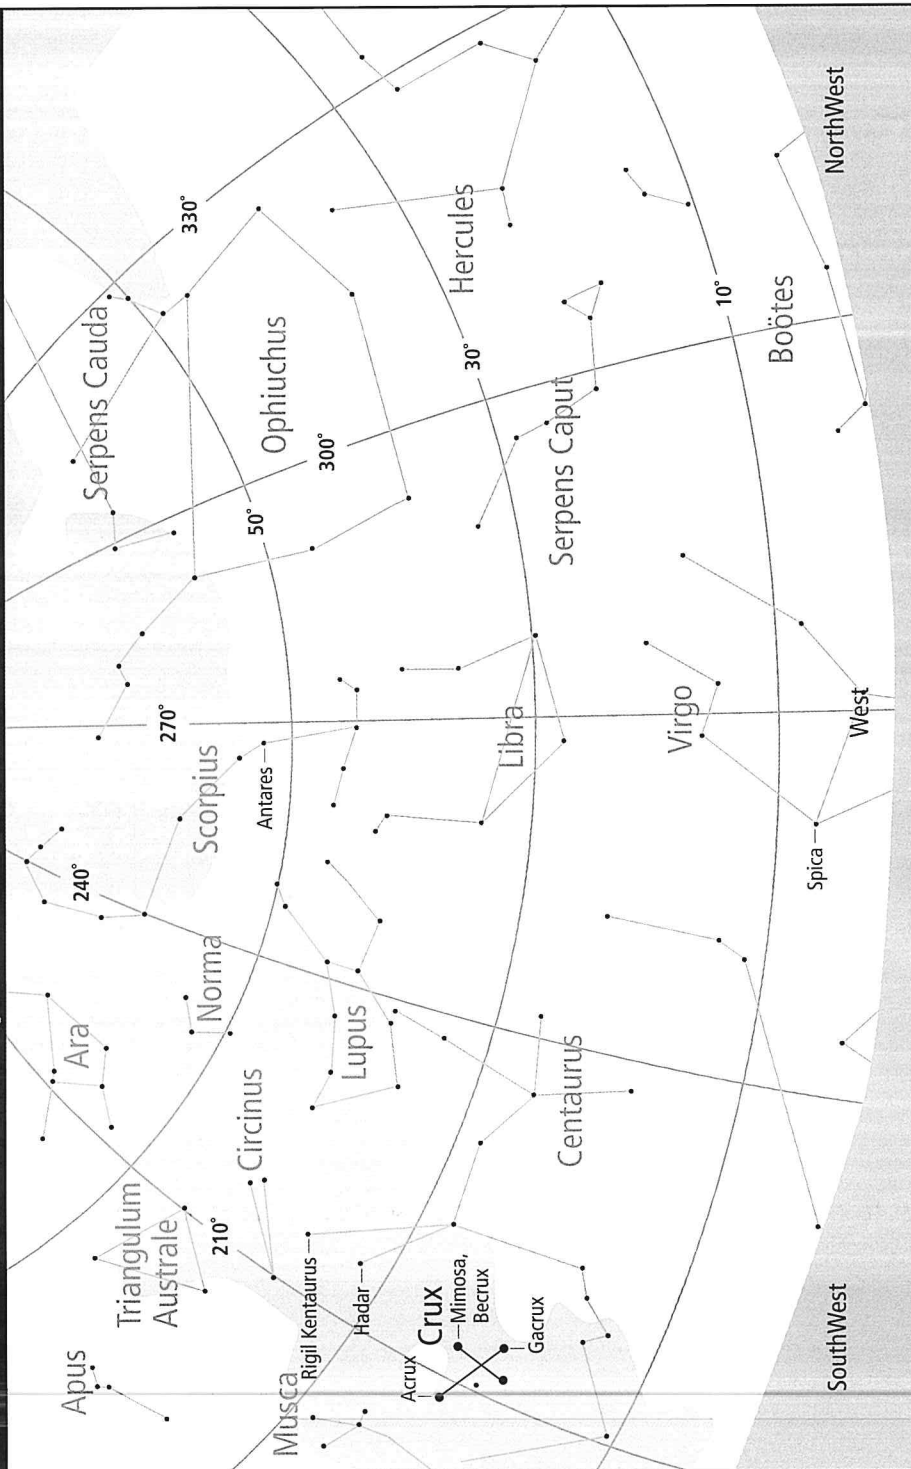 Apus
Triangulum
Australe
Ara
240°
Scorpius
270°
Serpens Cauda
330°
Musca
Rigil Kentaurus
210°
Circinus
Norma
Antares
50°
Ophiuchus
300°
Hadar
Lupus
Acrux
Crux
Mimosa,
Becrux
Gacrux
Centaurus
Libra
30°
Serpens Caput
Hercules
Virgo
10°
Boötes
Spica
SouthWest
West
NorthWest